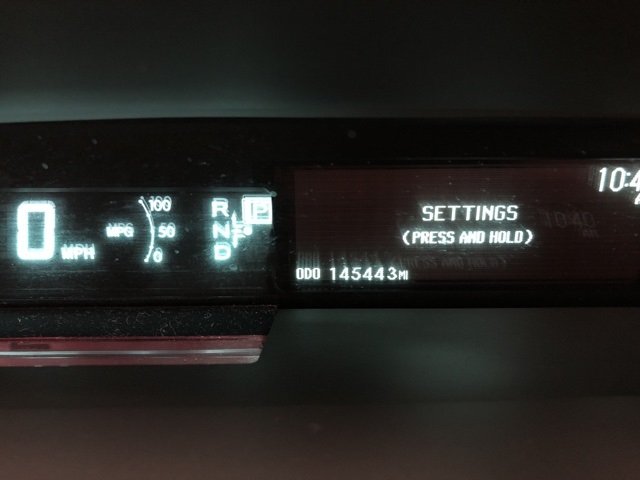 0
MPH
MPG
100
50
0
R
N
D
P
SETTINGS
(PRESS AND HOLD)
ODO 145443 MI
10:4